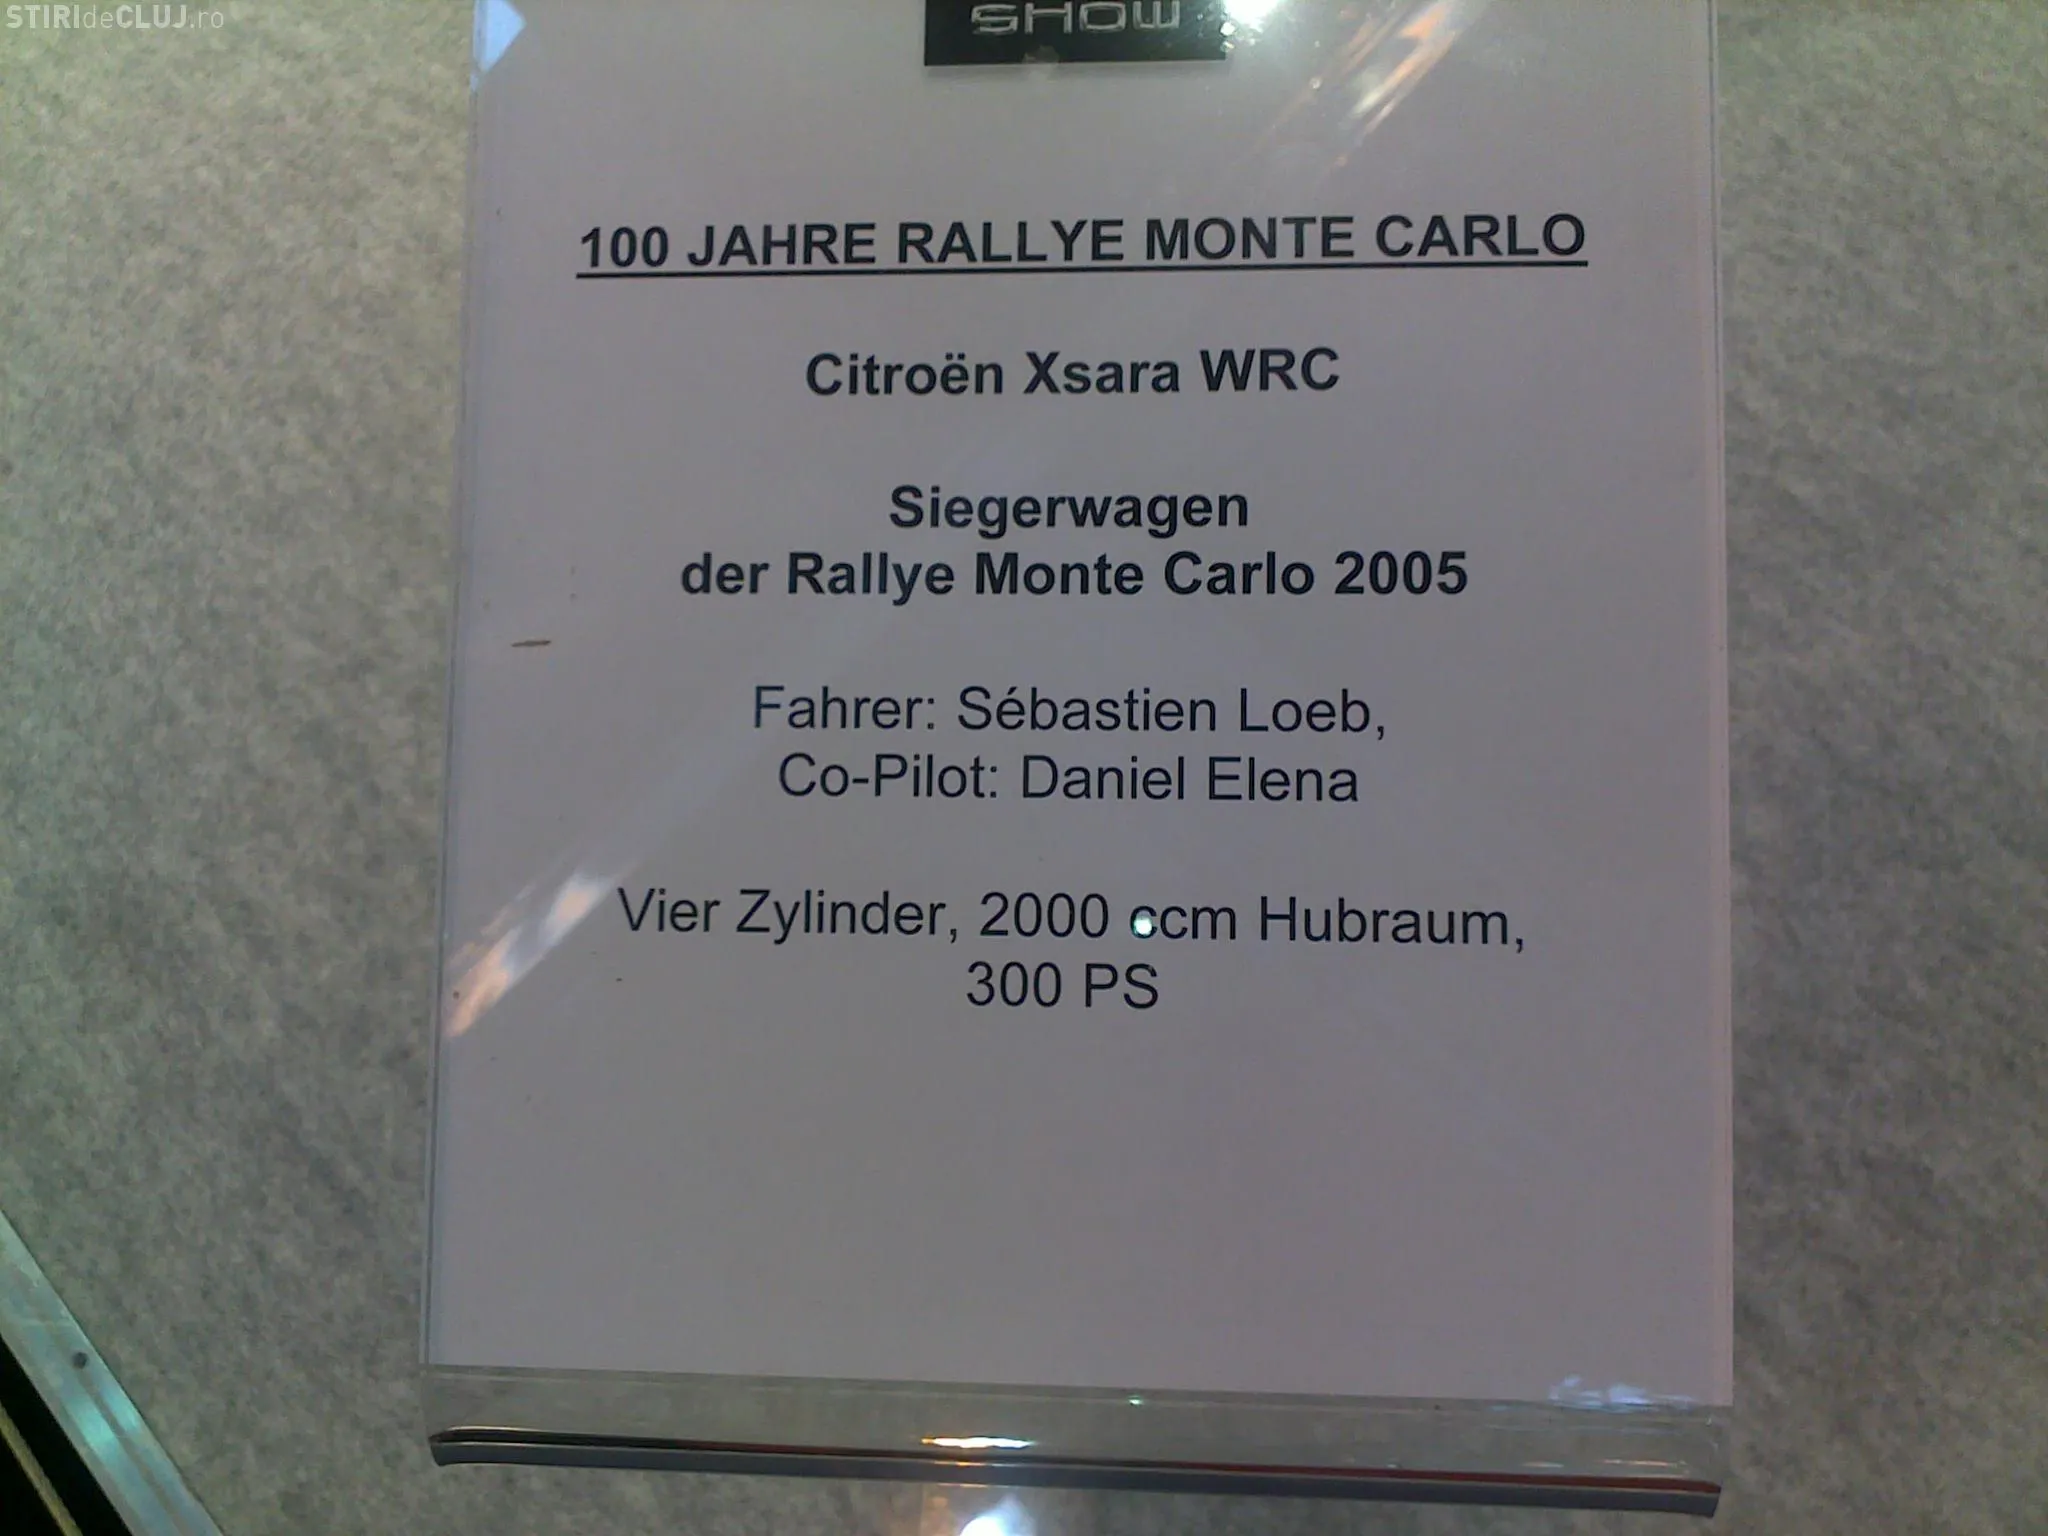 STIRIdeCLUJ.ro
SHOW
100 JAHRE RALLYE MONTE CARLO
Citroën Xsara WRC
Siegerwagen
der Rallye Monte Carlo 2005
Fahrer: Sébastien Loeb,
Co-Pilot: Daniel Elena
Vier Zylinder, 2000 ccm Hubraum,
300 PS